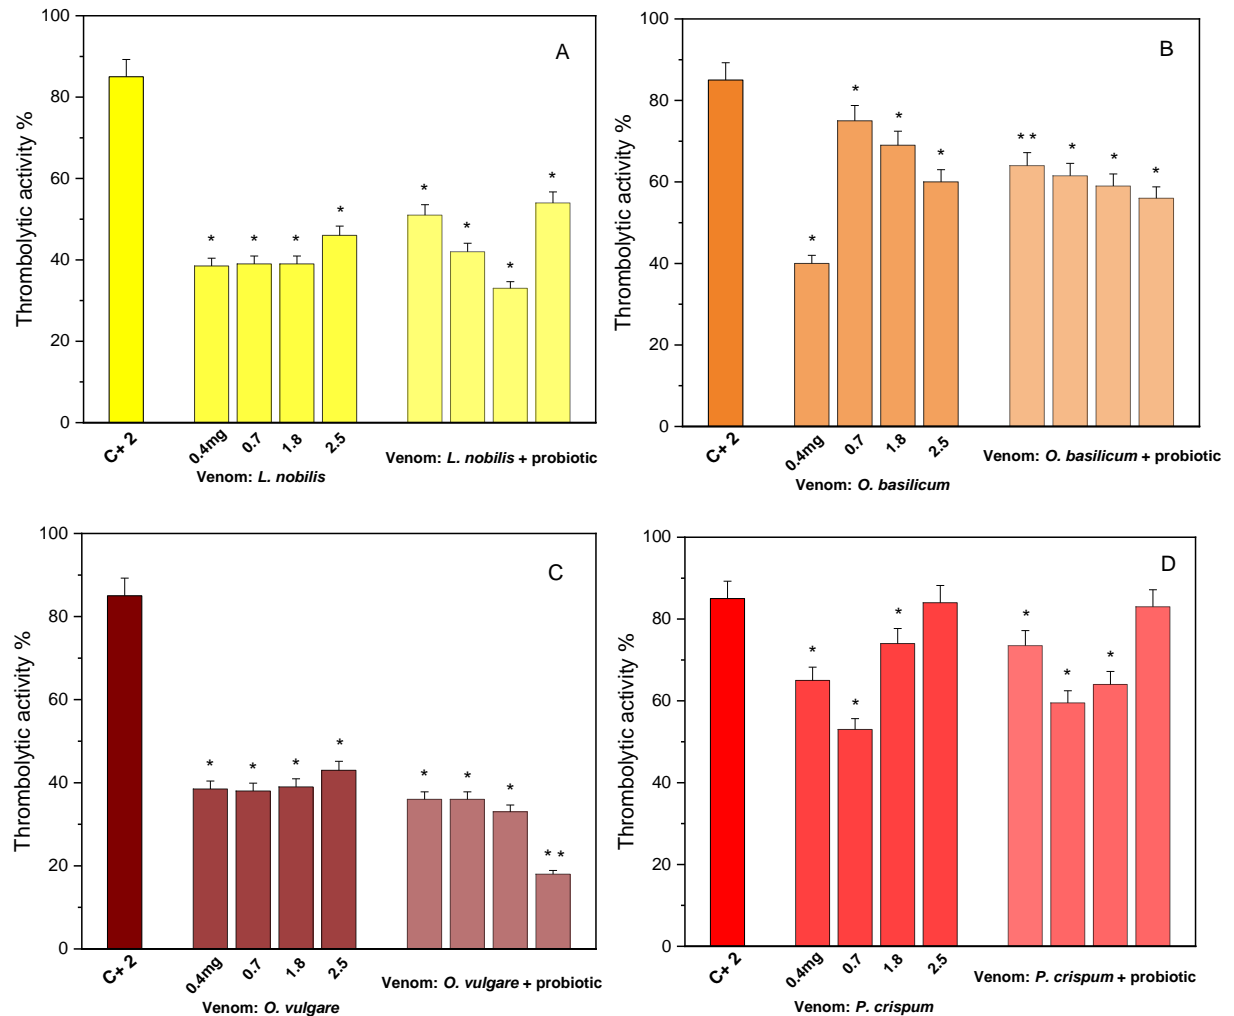 A
Thrombolytic activity %
100
80
60
40
20
0
*
*
*
*
*
*
*
*
C+ 2
0.4mg
0.7
1.8
2.5
Venom: L. nobilis
Venom: L. nobilis + probiotic
B
Thrombolytic activity %
100
80
60
40
20
0
*
*
*
*
* *
*
*
*
C+ 2
0.4mg
0.7
1.8
2.5
Venom: O. basilicum
Venom: O. basilicum + probiotic
C
Thrombolytic activity %
100
80
60
40
20
0
*
*
*
*
*
*
*
* *
C+ 2
0.4mg
0.7
1.8
2.5
Venom: O. vulgare
Venom: O. vulgare + probiotic
D
Thrombolytic activity %
100
80
60
40
20
0
*
*
*
*
*
*
C+ 2
0.4mg
0.7
1.8
2.5
Venom: P. crispum
Venom: P. crispum + probiotic